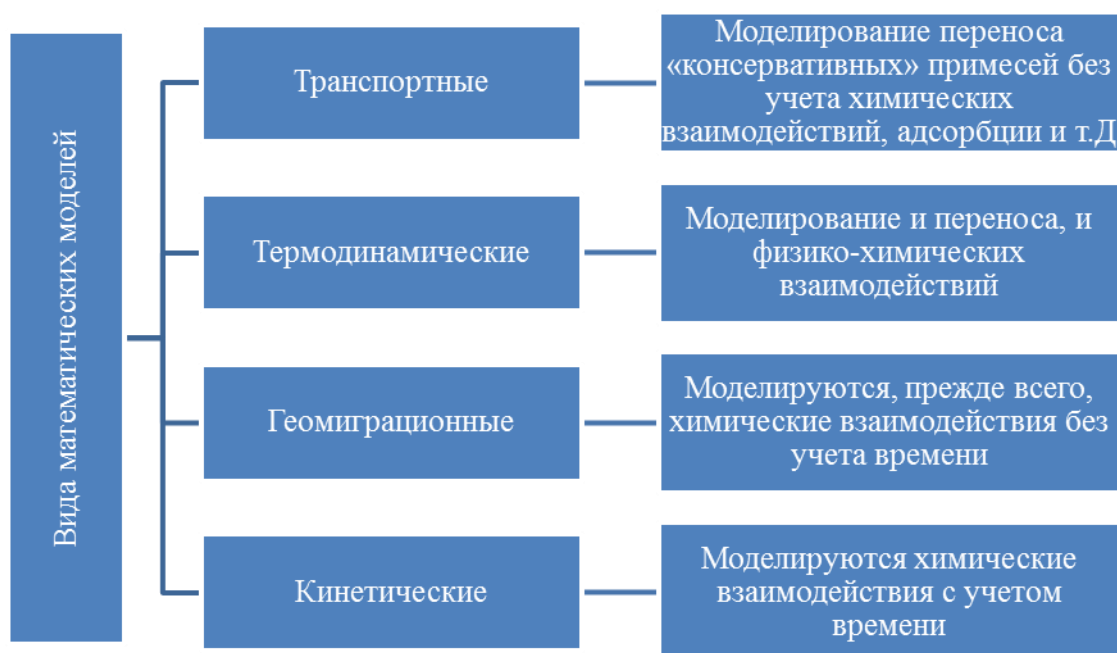 Вида математических моделей
Транспортные
Моделирование переноса
«консервативных» примесей без
учета химических
взаимодействий, адсорбции и т.Д
Термодинамические
Моделирование и переноса, и
физико-химических
взаимодействий
Геомиграционные
Моделируются, прежде всего,
химические взаимодействия без
учета времени
Кинетические
Моделируются химические
взаимодействия с учетом
времени